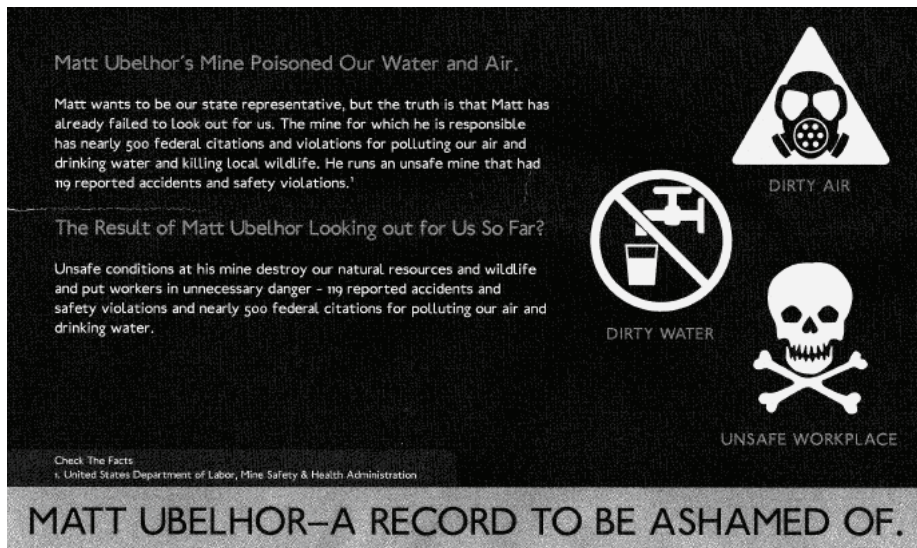 Matt Ubelhor's Mine Poisoned Our Water and Air.
Matt wants to be our state representative, but the truth is that Matt has
already failed to look out for us. The mine for which he is responsible
has nearly 500 federal citations and violations for polluting our air and
drinking water and killing local wildlife. He runs an unsafe mine that had
119 reported accidents and safety violations.¹
The Result of Matt Ubelhor Looking out for Us So Far?
Unsafe conditions at his mine destroy our natural resources and wildlife
and put workers in unnecessary danger - 119 reported accidents and
safety violations and nearly 500 federal citations for polluting our air and
drinking water.
DIRTY AIR
DIRTY WATER
UNSAFE WORKPLACE
Check The Facts
1. United States Department of Labor, Mine Safety & Health Administration
MATT UBELHOR–A RECORD TO BE ASHAMED OF.